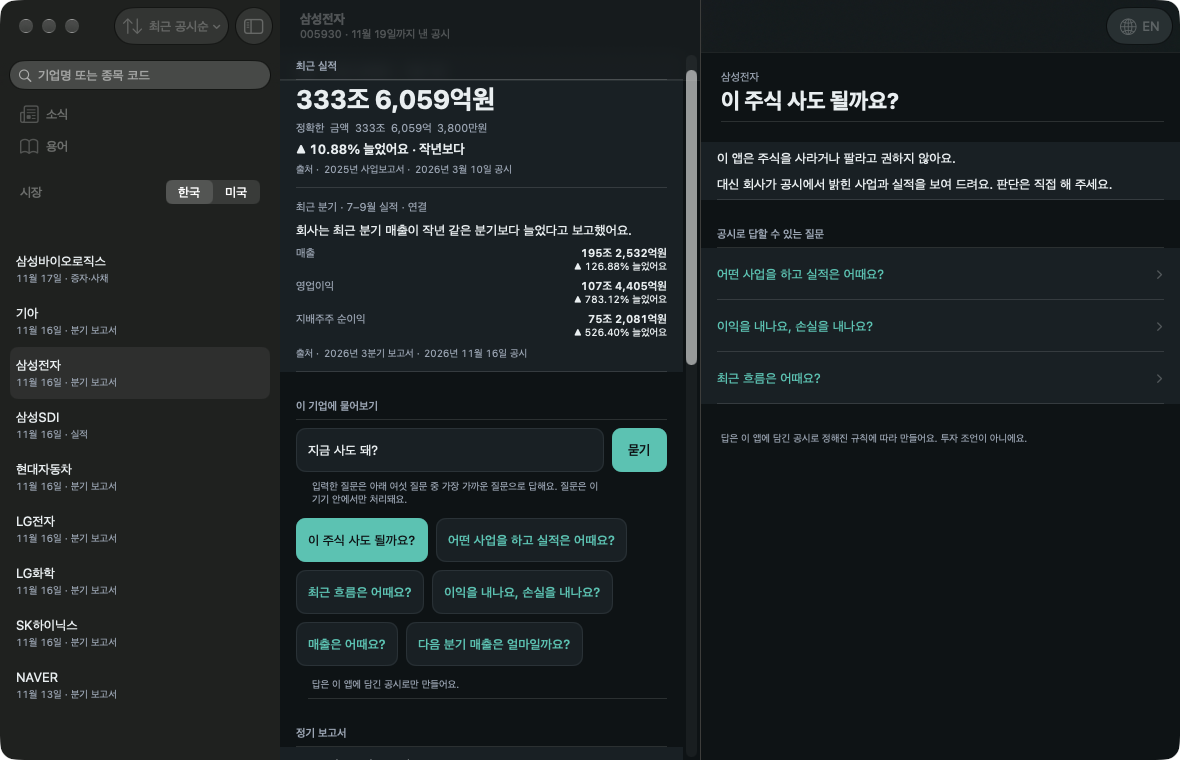 최근 공시순
기업명 또는 종목 코드
소식
용어
시장
한국
미국
삼성바이오로직스
11월 17일 · 증자·사채
기아
11월 16일 · 분기 보고서
삼성전자
11월 16일 · 분기 보고서
삼성SDI
11월 16일 · 실적
현대자동차
11월 16일 · 분기 보고서
LG전자
11월 16일 · 분기 보고서
LG화학
11월 16일 · 분기 보고서
SK하이닉스
11월 16일 · 분기 보고서
NAVER
11월 13일 · 분기 보고서
삼성전자
005930 · 11월 19일까지 낸 공시
최근 실적
333조 6,059억원
정확한 금액 333조 6,059억 3,800만원
▲ 10.88% 늘었어요 · 작년보다
출처 · 2025년 사업보고서 · 2026년 3월 10일 공시
최근 분기 · 7–9월 실적 · 연결
회사는 최근 분기 매출이 작년 같은 분기보다 늘었다고 보고했어요.
매출
195조 2,532억원
▲ 126.88% 늘었어요
영업이익
107조 4,405억원
▲ 783.12% 늘었어요
지배주주 순이익
75조 2,081억원
▲ 526.40% 늘었어요
출처 · 2026년 3분기 보고서 · 2026년 11월 16일 공시
이 기업에 물어보기
지금 사도 돼?
묻기
입력한 질문은 아래 여섯 질문 중 가장 가까운 질문으로 답해요. 질문은 이
기기 안에서만 처리돼요.
이 주식 사도 될까요?
어떤 사업을 하고 실적은 어때요?
최근 흐름은 어때요?
이익을 내나요, 손실을 내나요?
매출은 어때요?
다음 분기 매출은 얼마일까요?
답은 이 앱에 담긴 공시로만 만들어요.
정기 보고서
EN
삼성전자
이 주식 사도 될까요?
이 앱은 주식을 사라거나 팔라고 권하지 않아요.
대신 회사가 공시에서 밝힌 사업과 실적을 보여 드려요. 판단은 직접 해 주세요.
공시로 답할 수 있는 질문
어떤 사업을 하고 실적은 어때요?
이익을 내나요, 손실을 내나요?
최근 흐름은 어때요?
답은 이 앱에 담긴 공시로 정해진 규칙에 따라 만들어요. 투자 조언이 아니에요.